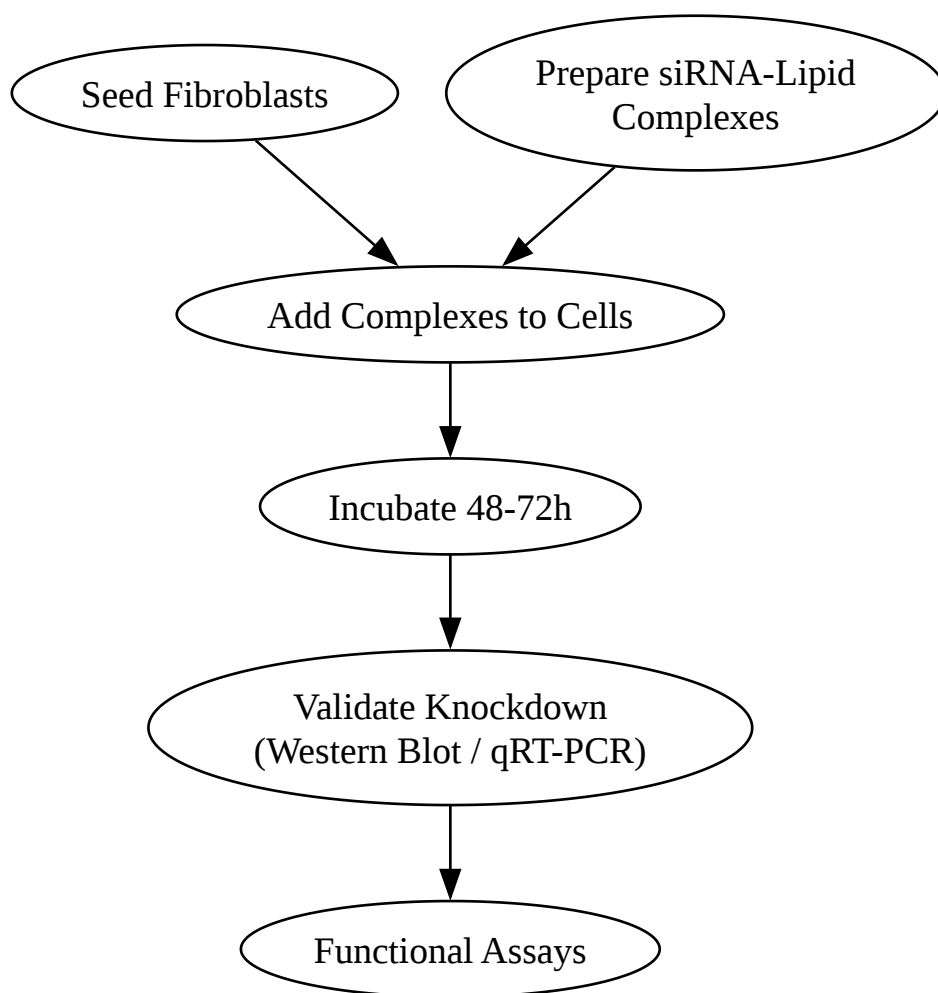 Seed Fibroblasts
Prepare siRNA-Lipid
Complexes
Add Complexes to Cells
Incubate 48-72h
Validate Knockdown
(Western Blot / qRT-PCR)
Functional Assays